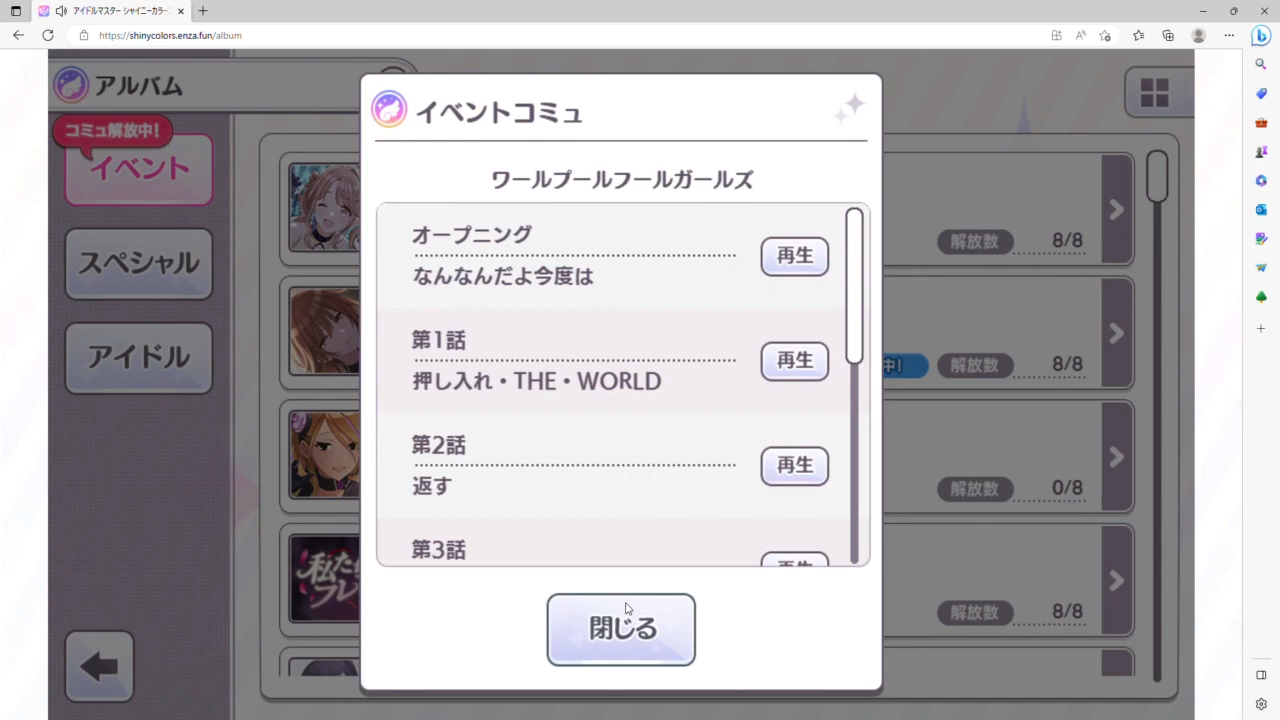 アイドルマスター シャイニーカラー
https://shinycolors.enza.fun/album
アルバム
コミュ解放中!
イベント
スペシャル
アイドル
イベントコミュ
ワールプールフールガールズ
オープニング
なんなんだよ今度は
再生
第1話
押し入れ・THE・WORLD
再生
第2話
返す
再生
第3話
再生
閉じる
解放数 8/8
中!
解放数 8/8
解放数 0/8
解放数 8/8